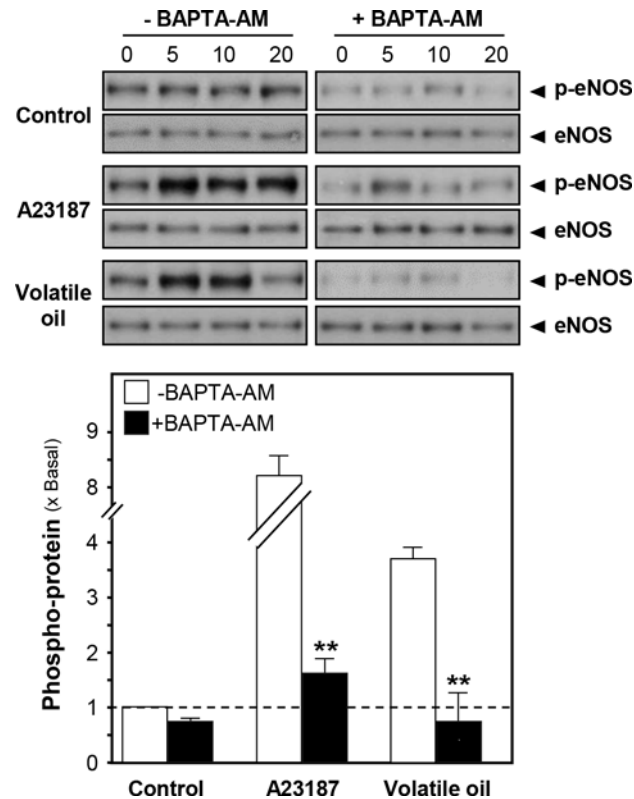 - BAPTA-AM + BAPTA-AM
0 5 10 20 0 5 10 20
Control
p-eNOS
eNOS
A23187
p-eNOS
eNOS
Volatile
oil
p-eNOS
eNOS
-BAPTA-AM
+BAPTA-AM
Phospho-protein (x Basal)
9
8
4
3
2
1
0
**
**
Control A23187 Volatile oil